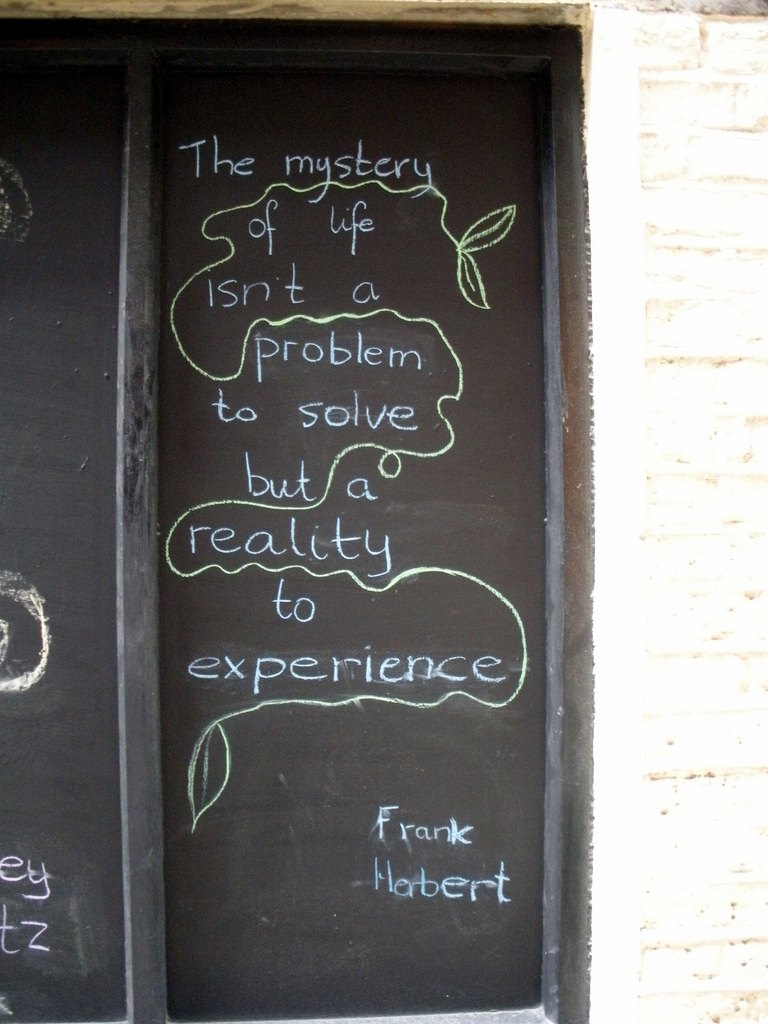 The mystery
of life
isn't a
problem
to solve
but a
reality
to
experience
Frank
Habert
ey
tz